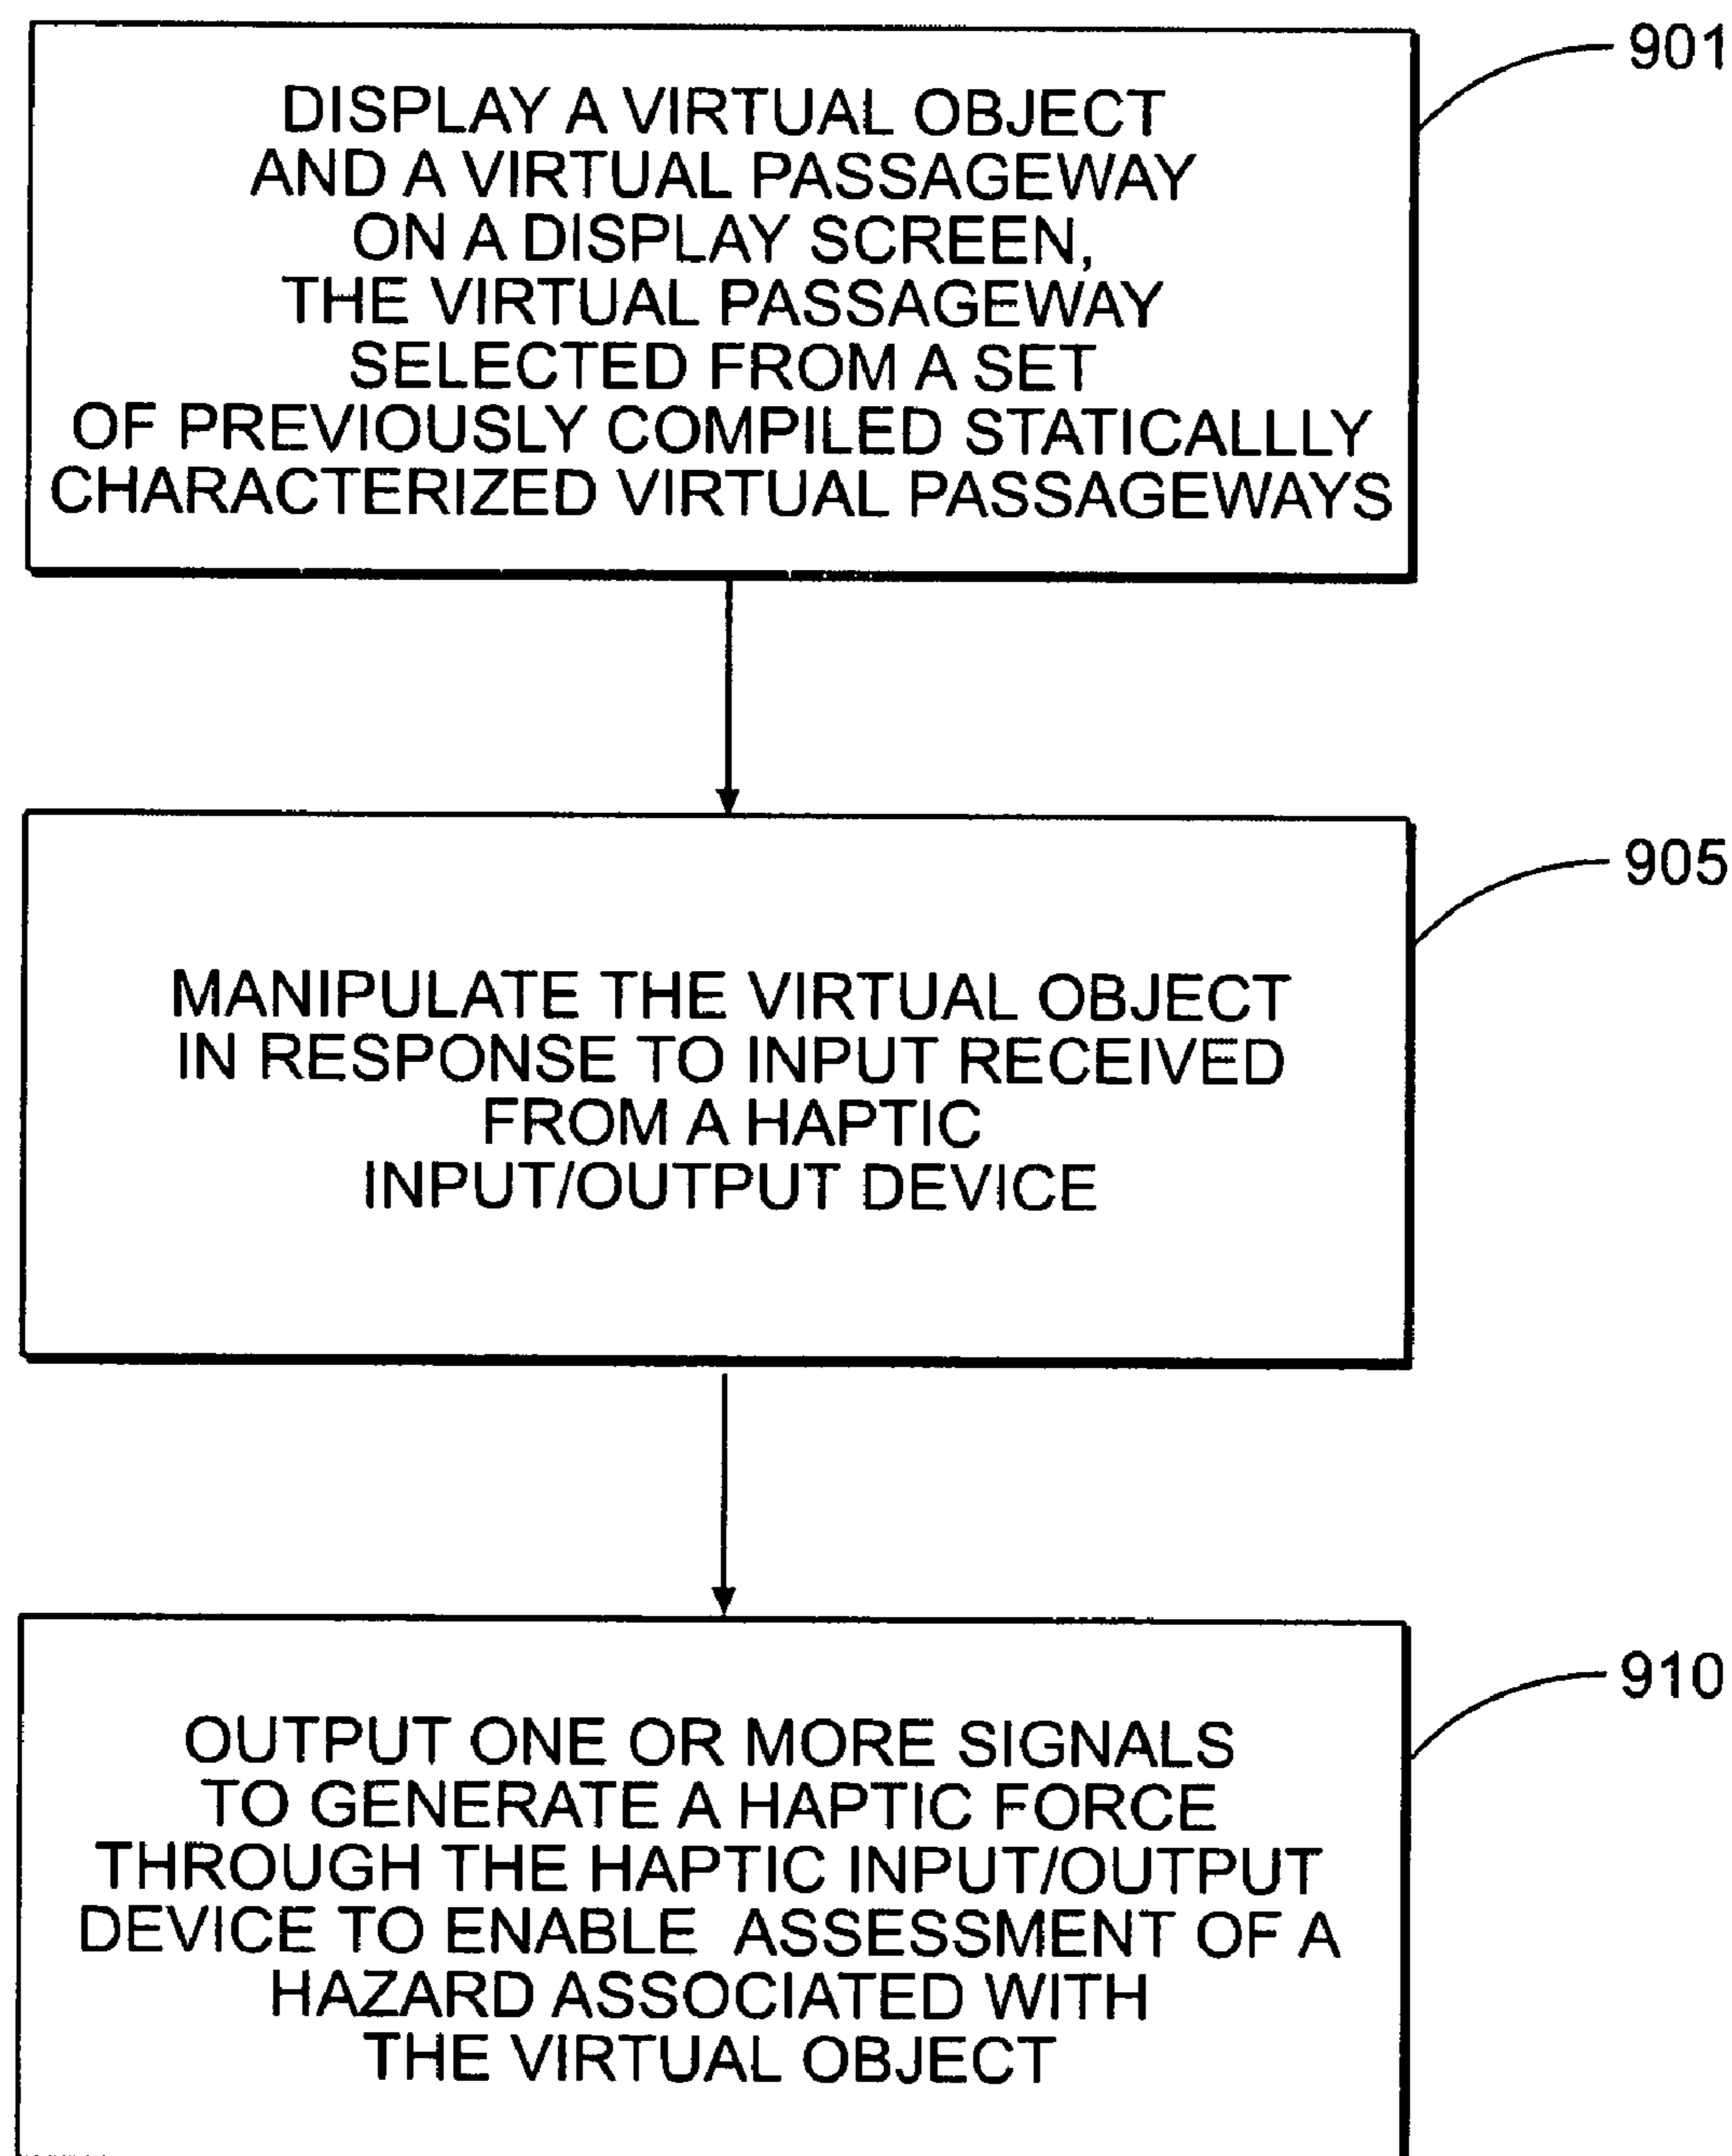 901
DISPLAY A VIRTUAL OBJECT
AND A VIRTUAL PASSAGEWAY
ON A DISPLAY SCREEN,
THE VIRTUAL PASSAGEWAY
SELECTED FROM A SET
OF PREVIOUSLY COMPILED STATICALLLY
CHARACTERIZED VIRTUAL PASSAGEWAYS
905
MANIPULATE THE VIRTUAL OBJECT
IN RESPONSE TO INPUT RECEIVED
FROM A HAPTIC
INPUT/OUTPUT DEVICE
910
OUTPUT ONE OR MORE SIGNALS
TO GENERATE A HAPTIC FORCE
THROUGH THE HAPTIC INPUT/OUTPUT
DEVICE TO ENABLE ASSESSMENT OF A
HAZARD ASSOCIATED WITH
THE VIRTUAL OBJECT